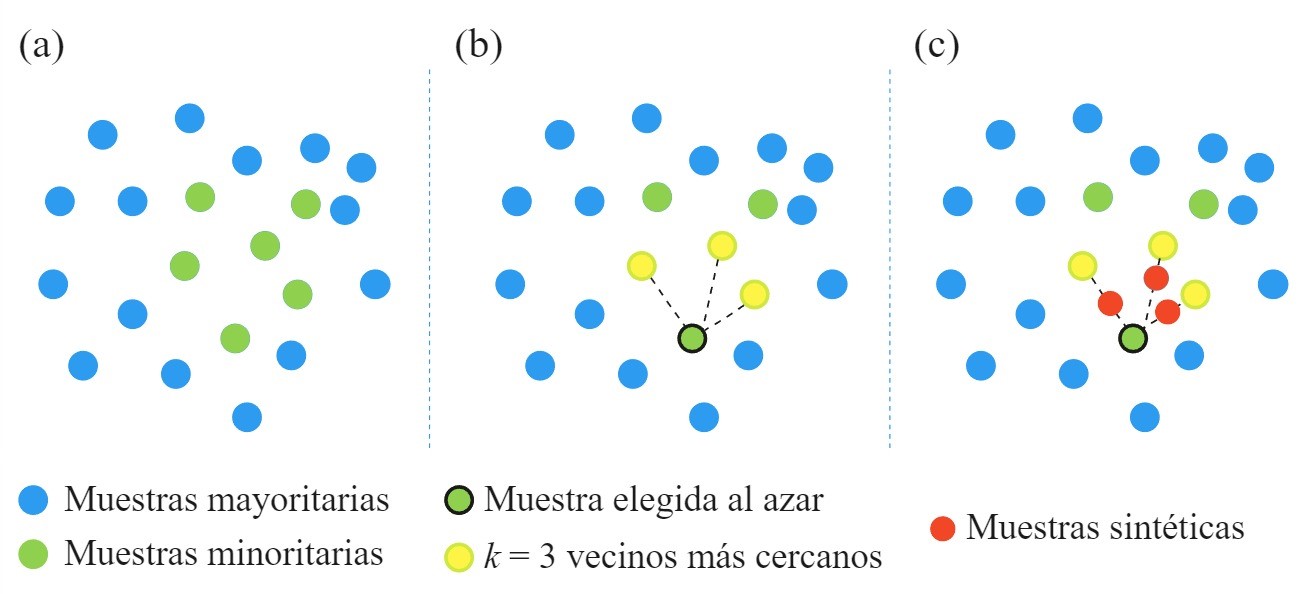 (a)
(b)
(c)
Muestras mayoritarias
Muestras minoritarias
Muestra elegida al azar
k = 3 vecinos más cercanos
Muestras sintéticas